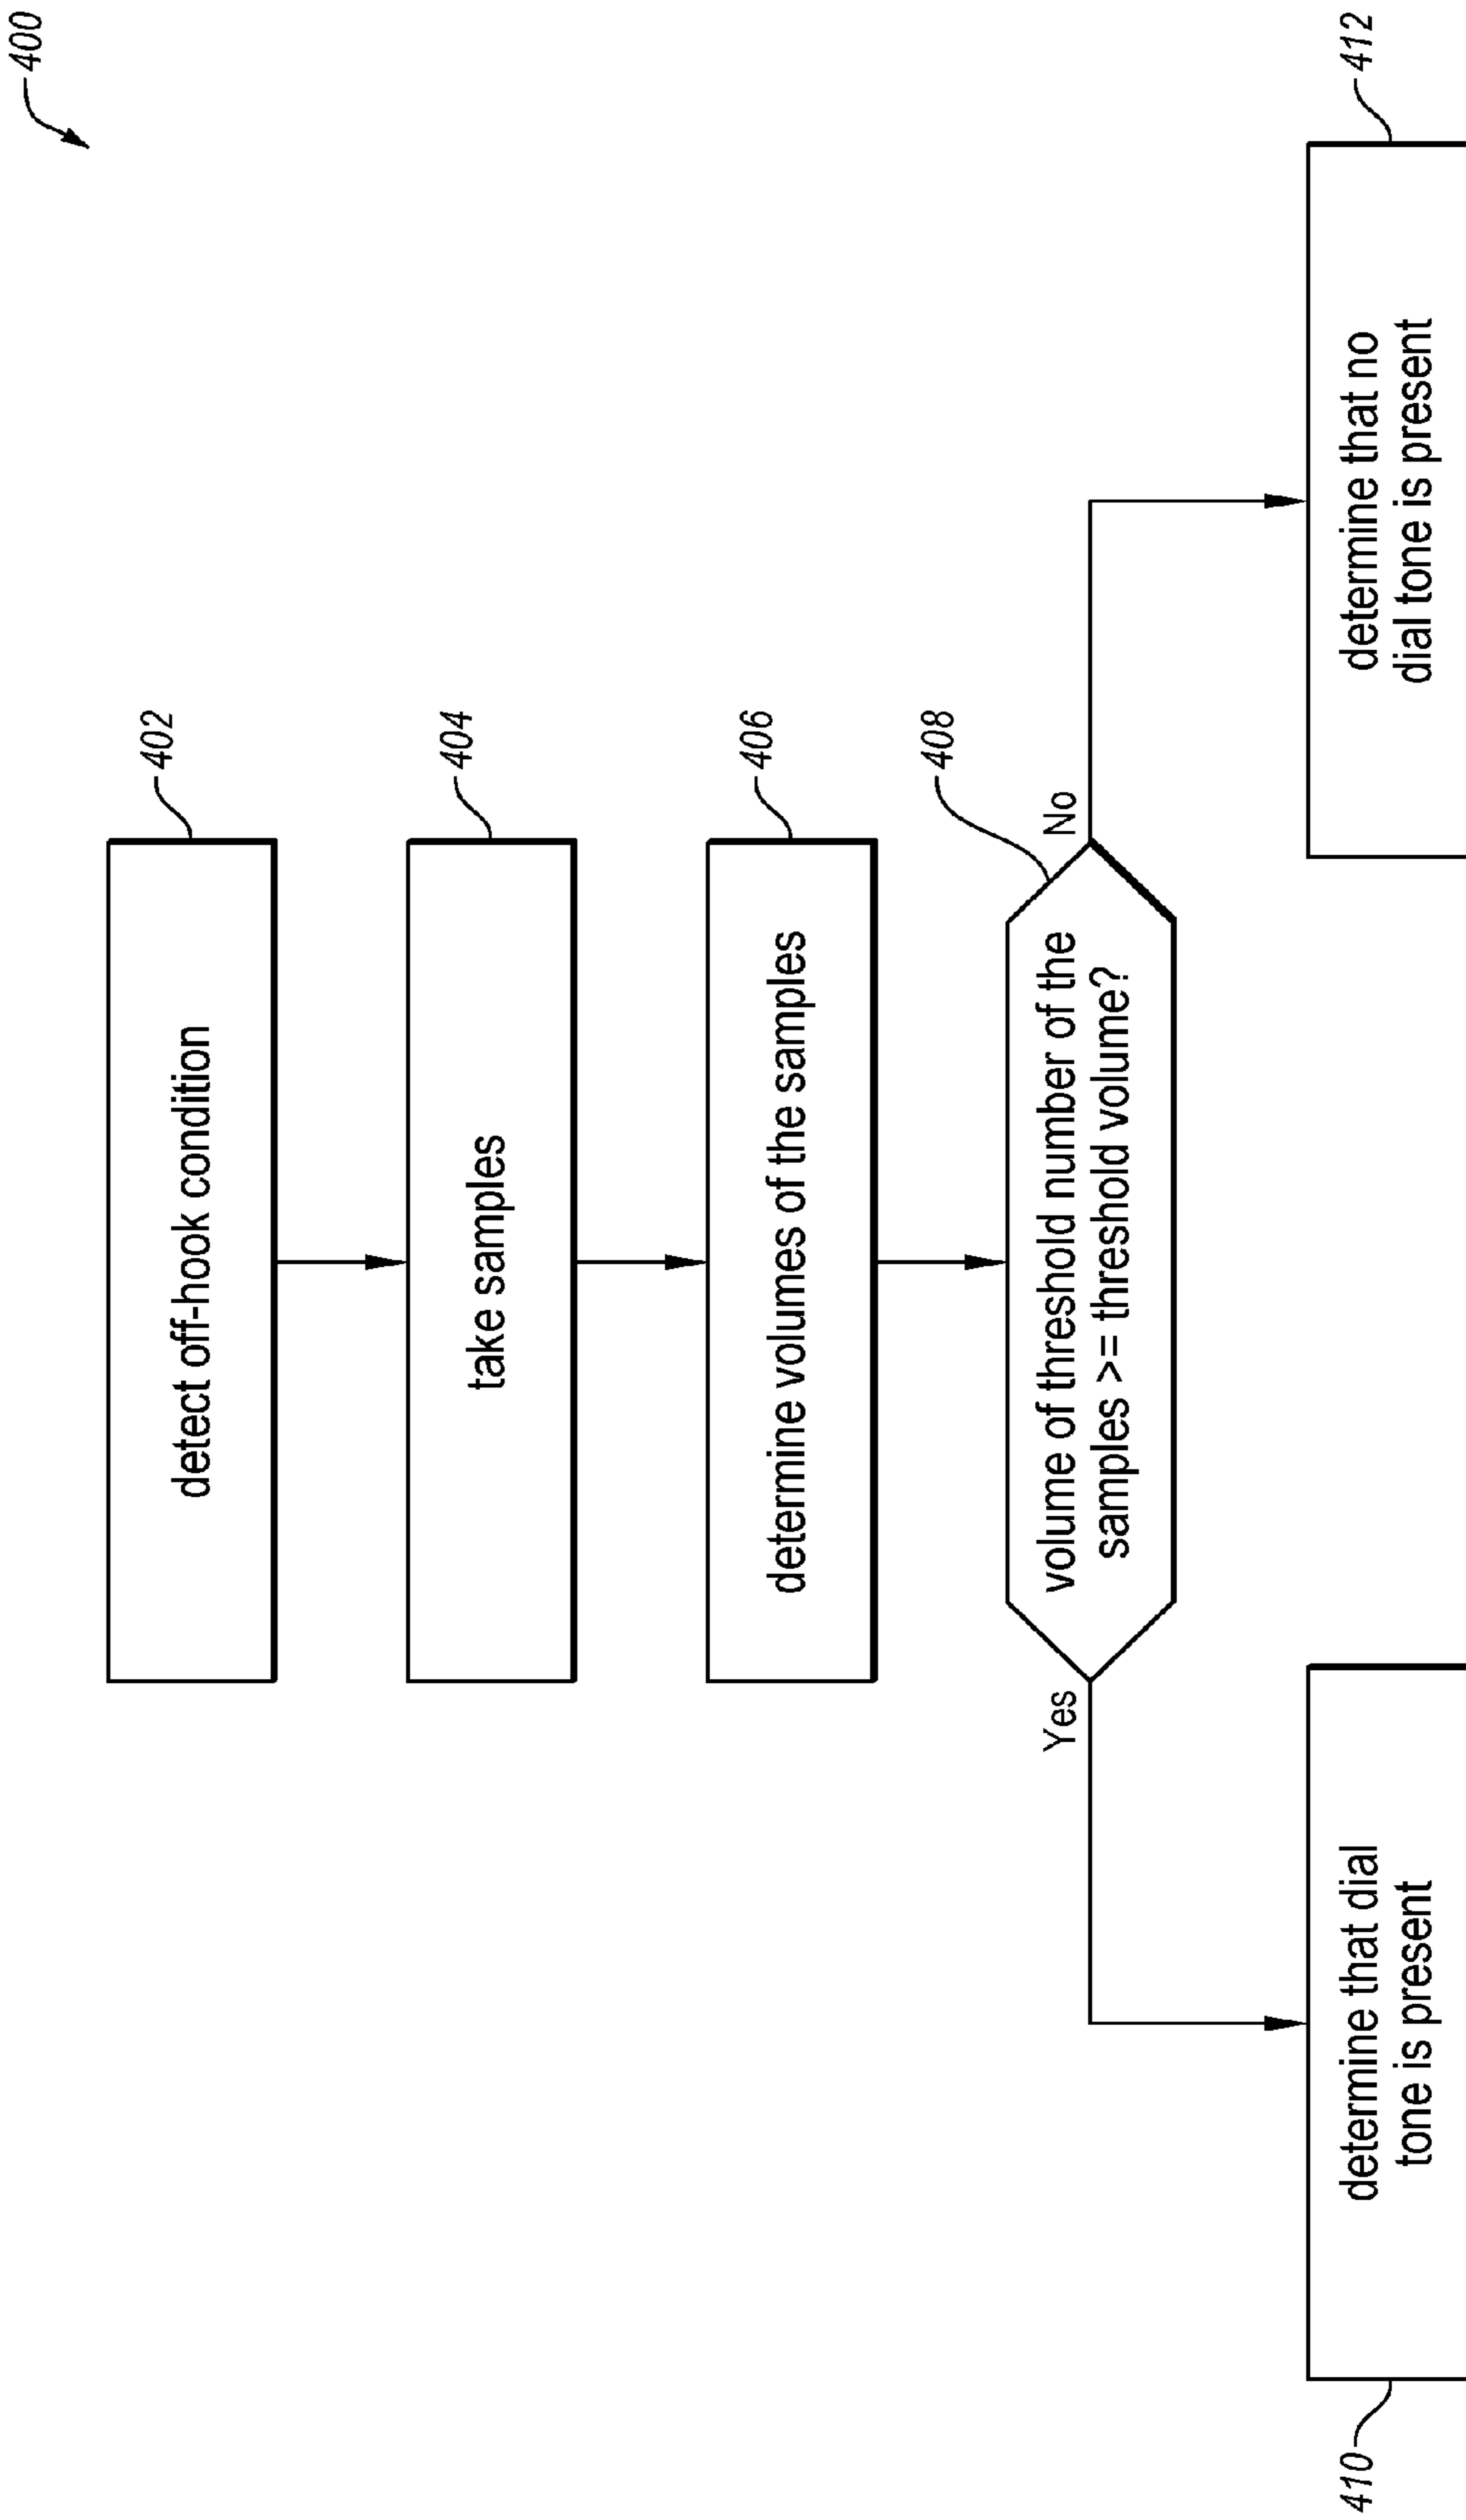 400
402
detect off-hook condition
404
take samples
406
determine volumes of the samples
408
volume of threshold number of the
samples >= threshold volume?
Yes
No
410
determine that dial
tone is present
412
determine that no
dial tone is present